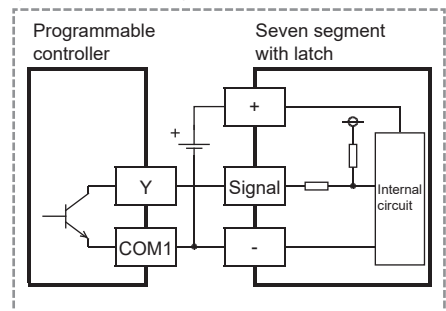 Programmable
controller
Seven segment
with latch
+
+
Y
Signal
Internal
circuit
COM1
-